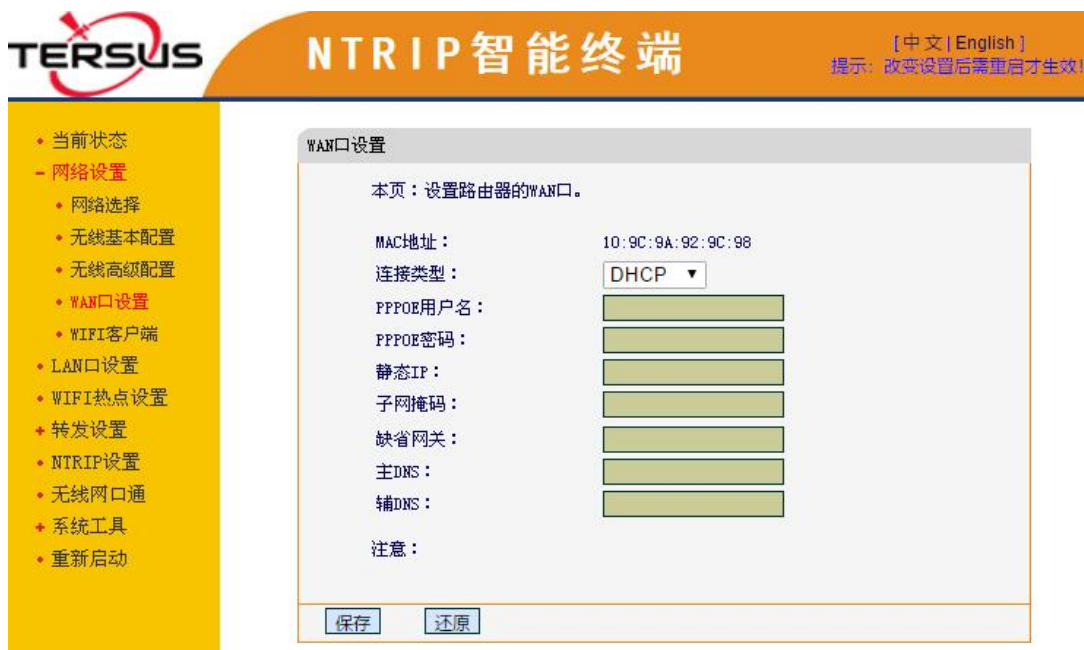 TERSUS
NTRIP智能终端
[中文|English]
提示：改变设置后需重启才生效!
当前状态
网络设置
网络选择
无线基本配置
无线高级配置
WAN口设置
WIFI客户端
LAN口设置
WIFI热点设置
转发设置
NTRIP设置
无线网口通
系统工具
重新启动
WAN口设置
本页：设置路由器的WAN口。
MAC地址： 10:9C:9A:92:9C:98
连接类型： DHCP
PPPOE用户名：
PPPOE密码：
静态IP：
子网掩码：
缺省网关：
主DNS：
辅DNS：
注意：
保存 还原